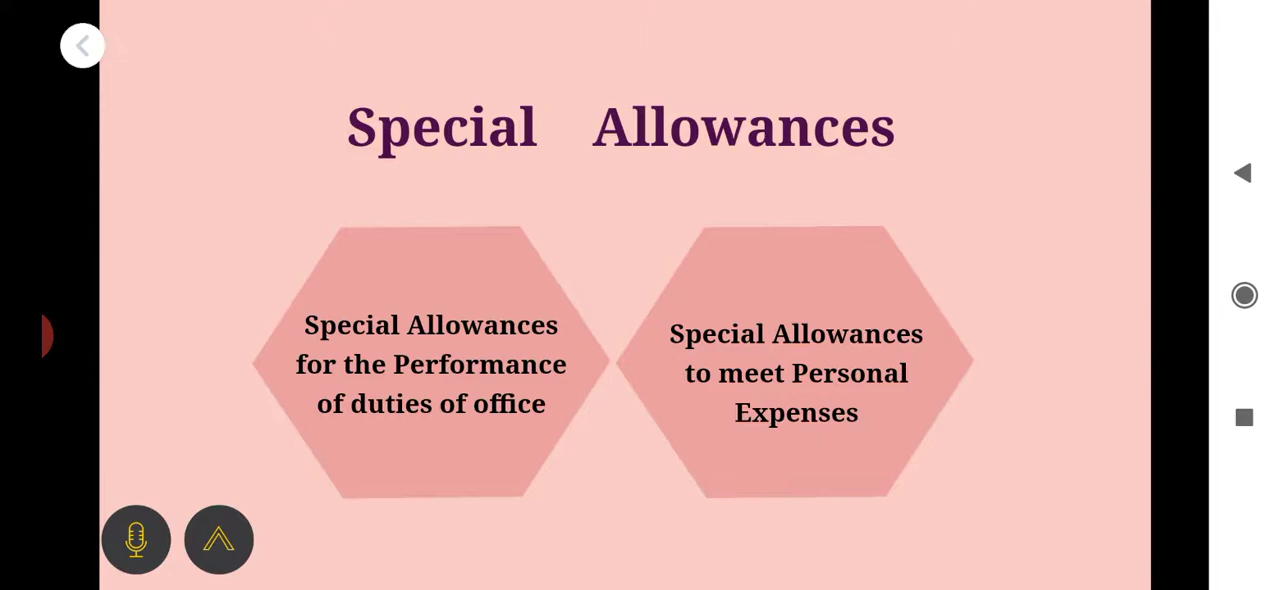 Special Allowances
Special Allowances
for the Performance
of duties of office
Special Allowances
to meet Personal
Expenses